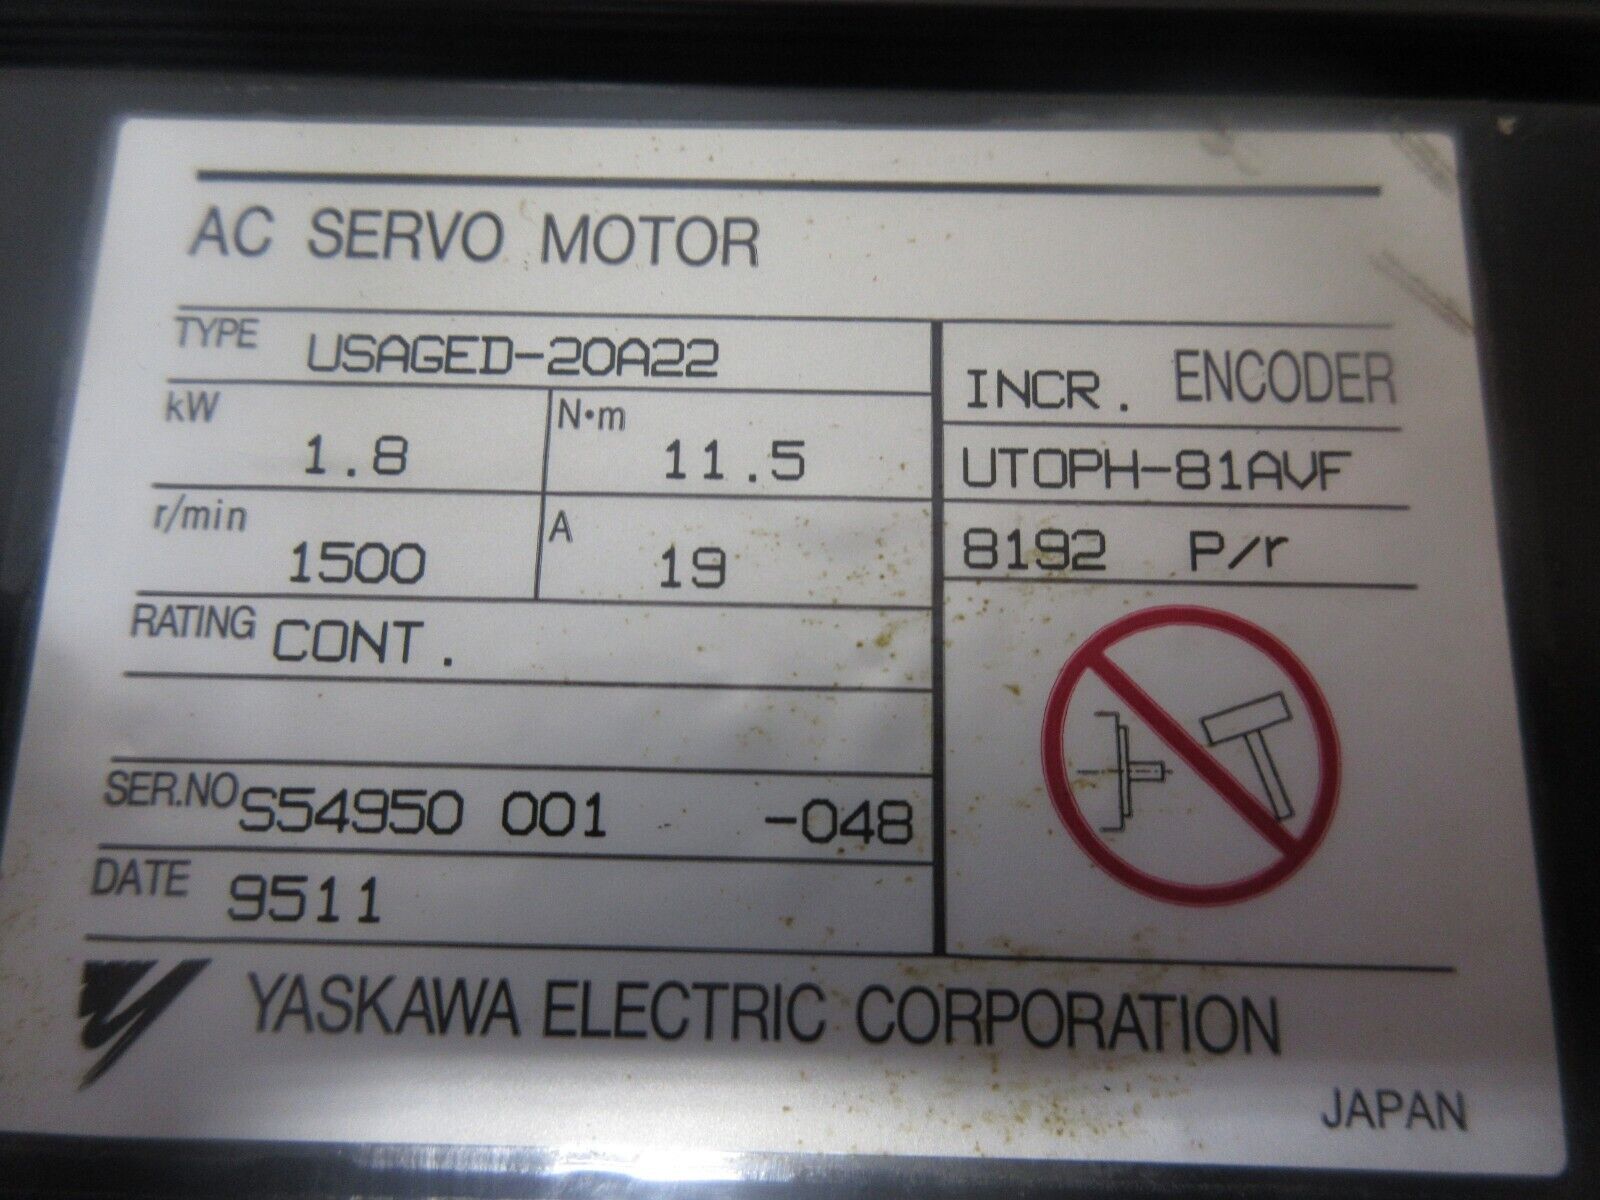 AC SERVO MOTOR
TYPE USAGED-20A22
kW 1.8 N·m 11.5
r/min 1500 A 19
RATING CONT.
SER.NO S54950 001 -048
DATE 9511
INCR. ENCODER
UTOPH-81AVF
8192 P/r
YASKAWA ELECTRIC CORPORATION
JAPAN